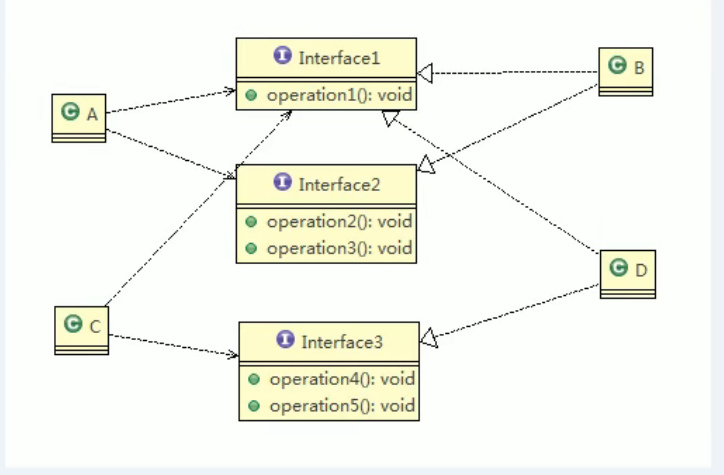 Interface1
operation1(): void
A
B
Interface2
operation2(): void
operation3(): void
C
D
Interface3
operation4(): void
operation5(): void